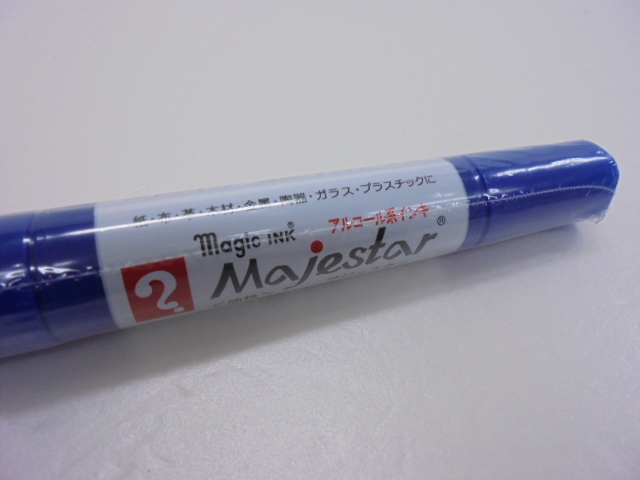 紙・布・革・木材・金属・陶器・ガラス・プラスチックに
magic INK® アルコール系インキ
? Majestar®